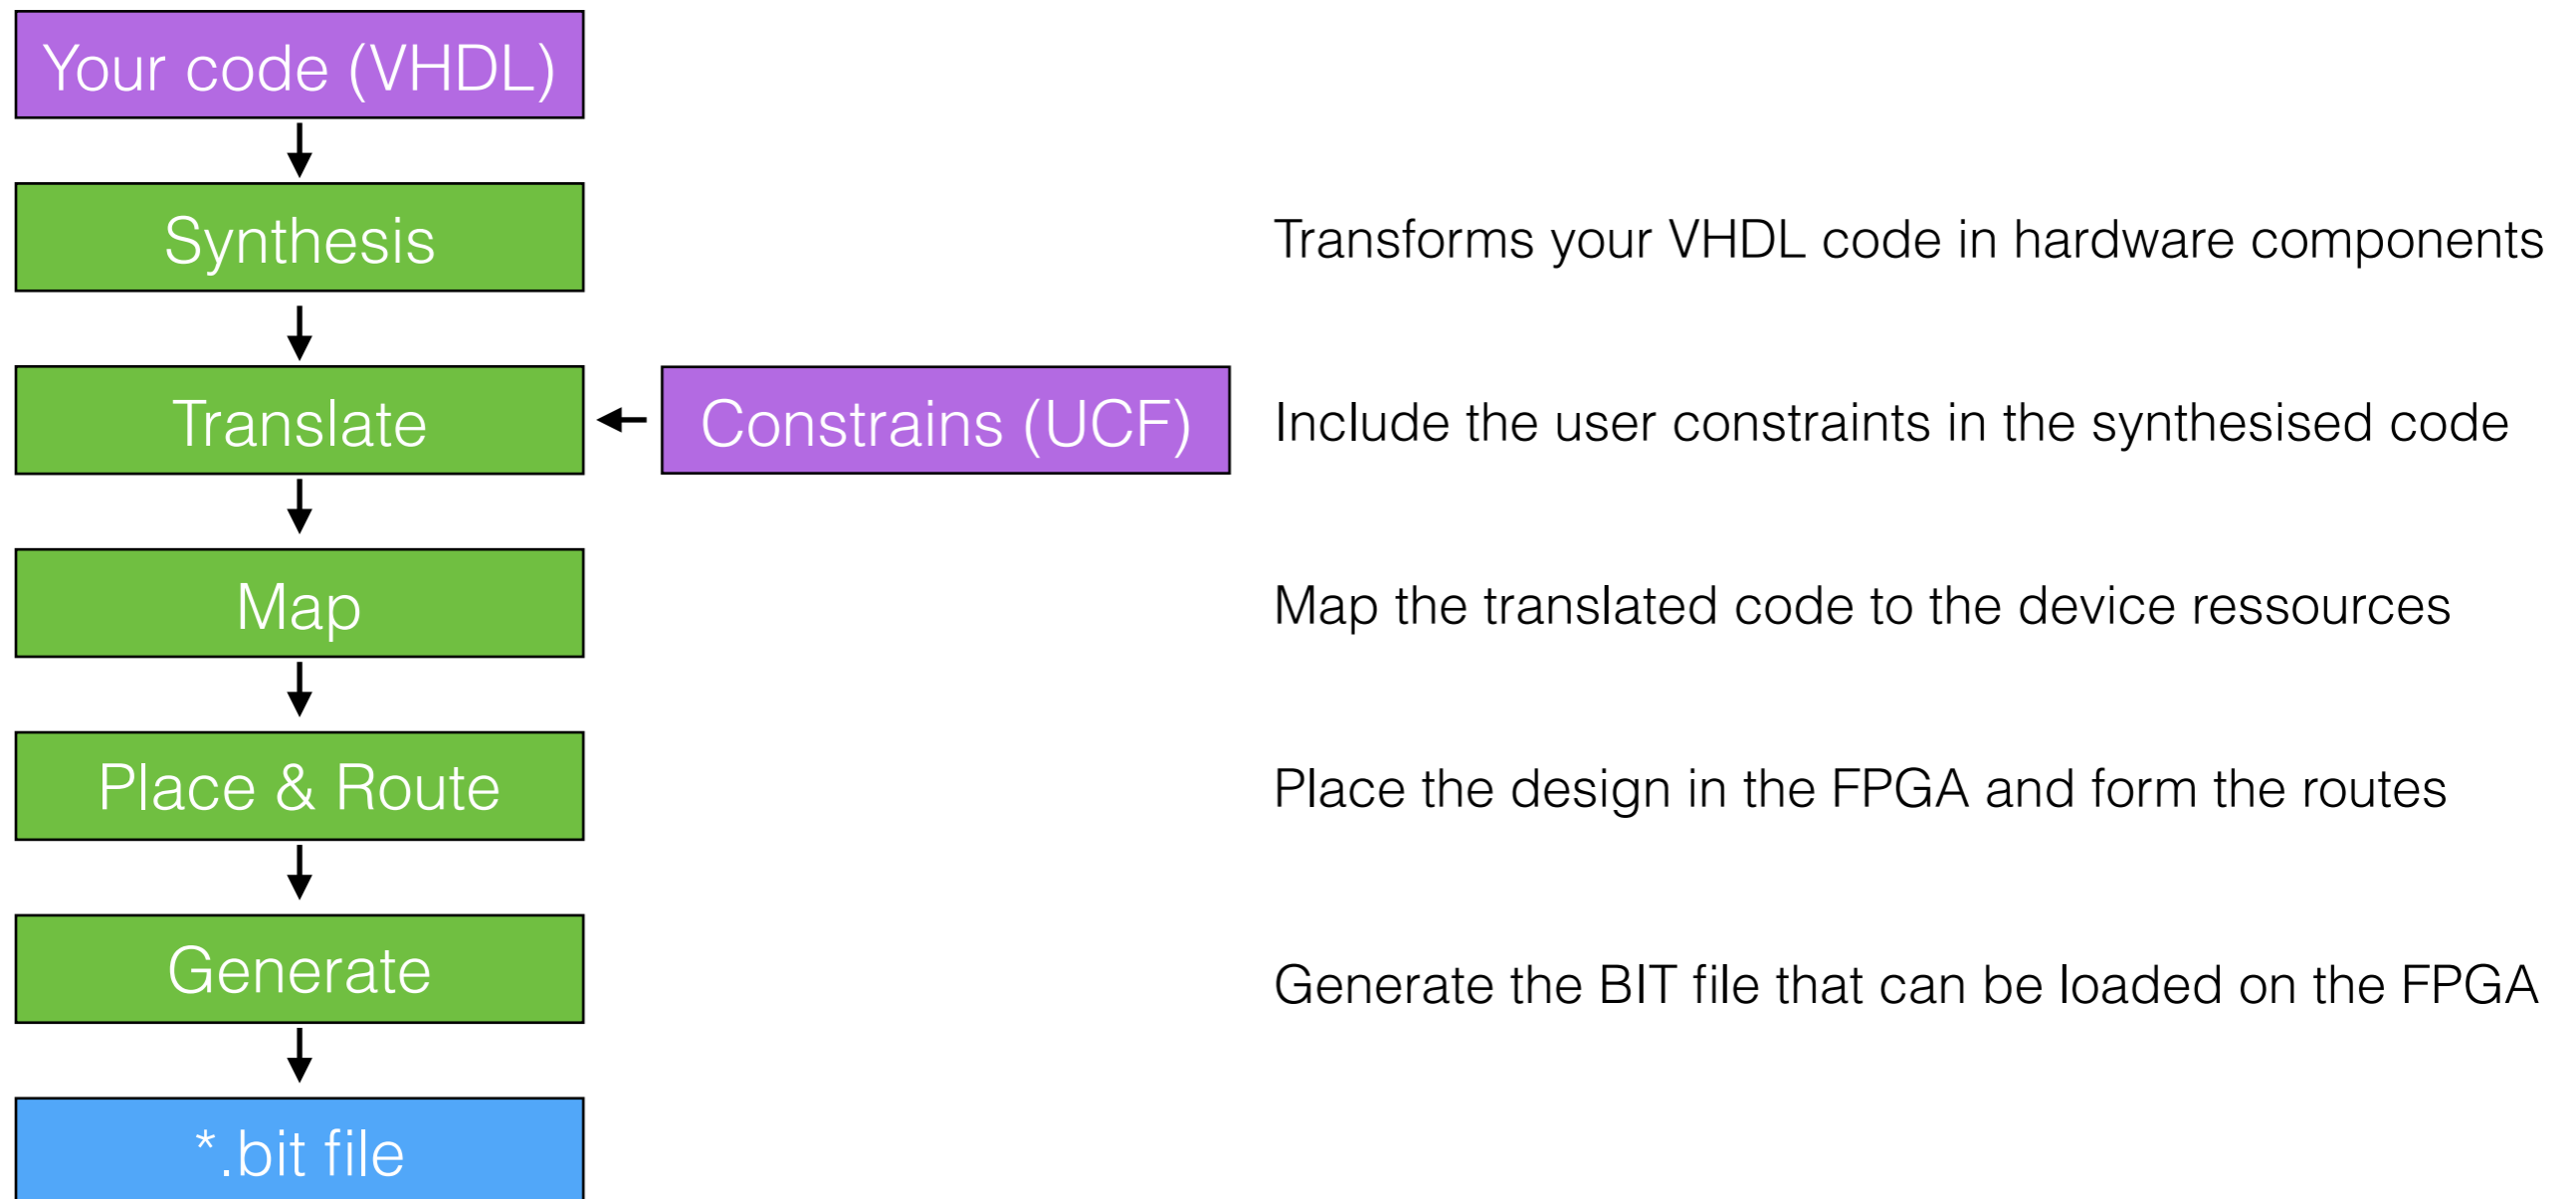 Your code (VHDL)
Synthesis
Transforms your VHDL code in hardware components
Translate
Constrains (UCF)
Include the user constraints in the synthesised code
Map
Map the translated code to the device ressources
Place & Route
Place the design in the FPGA and form the routes
Generate
Generate the BIT file that can be loaded on the FPGA
*.bit file